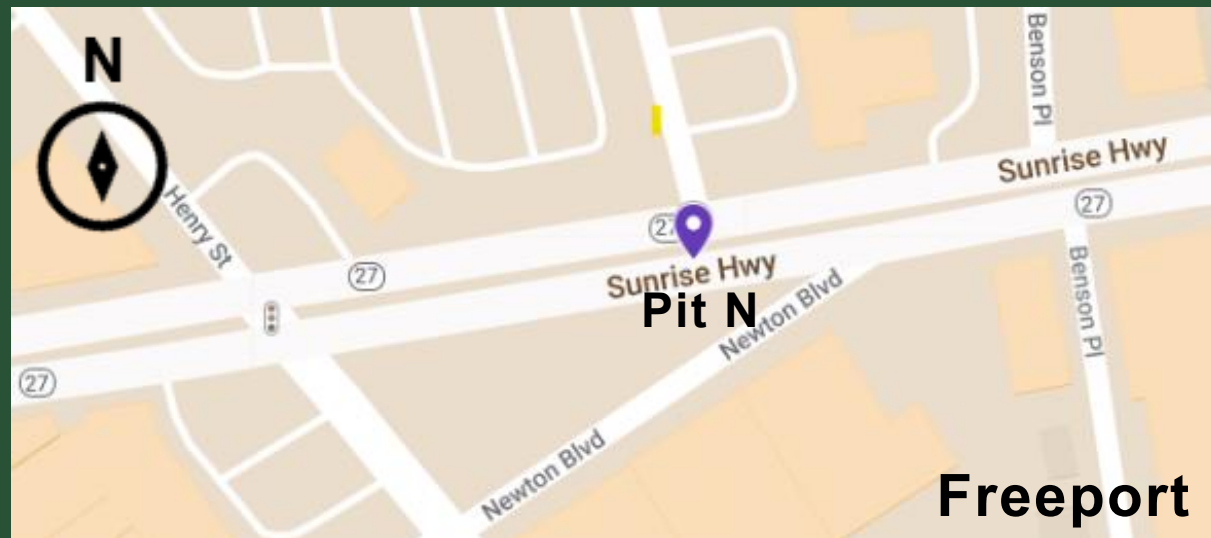 N
Benson Pl
Sunrise Hwy
Henry St
27
27
27
Sunrise Hwy
Pit N
Newton Blvd
Benson Pl
27
Newton Blvd
Freeport